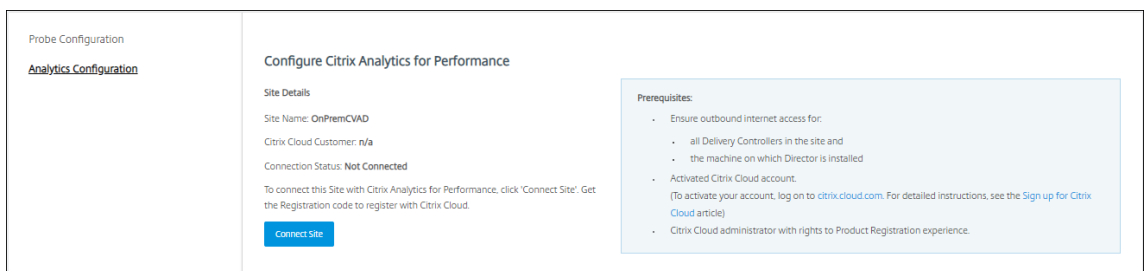 Probe Configuration
Analytics Configuration
Configure Citrix Analytics for Performance
Site Details
Site Name: OnPremCVAD
Citrix Cloud Customer: n/a
Connection Status: Not Connected
To connect this Site with Citrix Analytics for Performance, click 'Connect Site'. Get
the Registration code to register with Citrix Cloud.
Connect Site
Prerequisites:
• Ensure outbound internet access for:
• all Delivery Controllers in the site and
• the machine on which Director is installed
• Activated Citrix Cloud account.
(To activate your account, log on to citrix.cloud.com. For detailed instructions, see the Sign up for Citrix
Cloud article)
• Citrix Cloud administrator with rights to Product Registration experience.